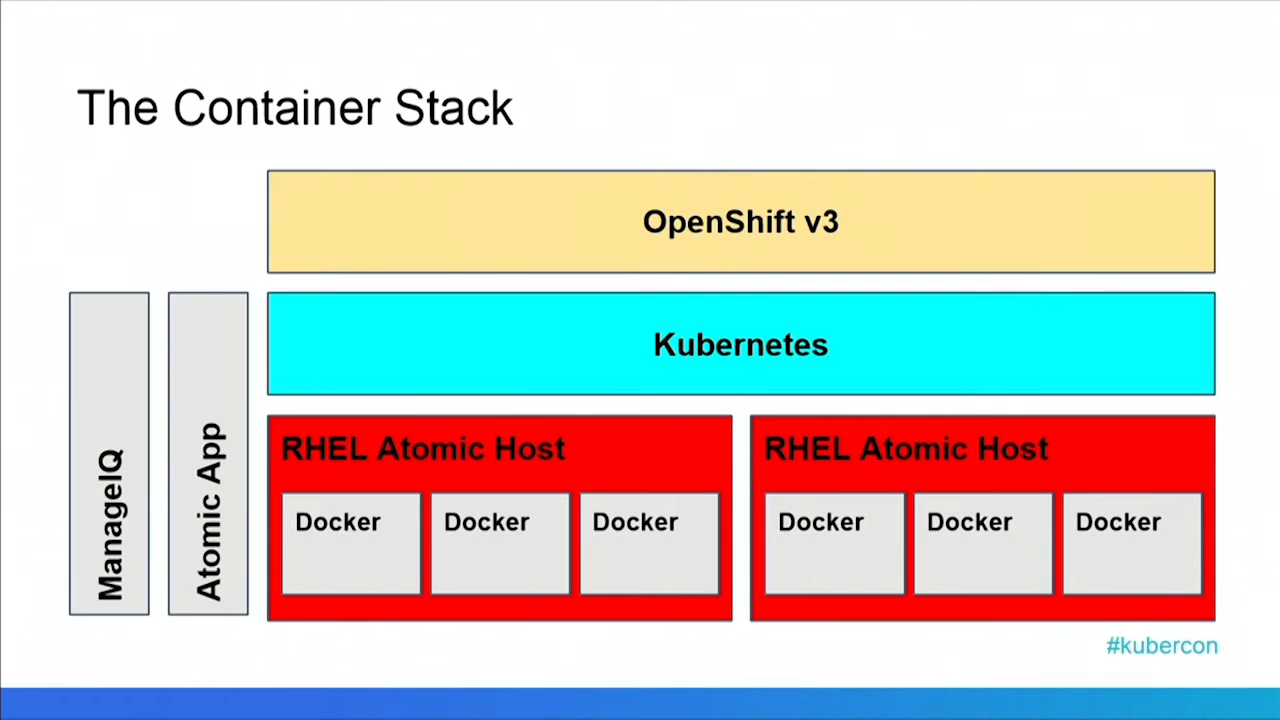 The Container Stack
OpenShift v3
Kubernetes
ManageIQ
Atomic App
RHEL Atomic Host
Docker
Docker
Docker
RHEL Atomic Host
Docker
Docker
Docker
#kubercon